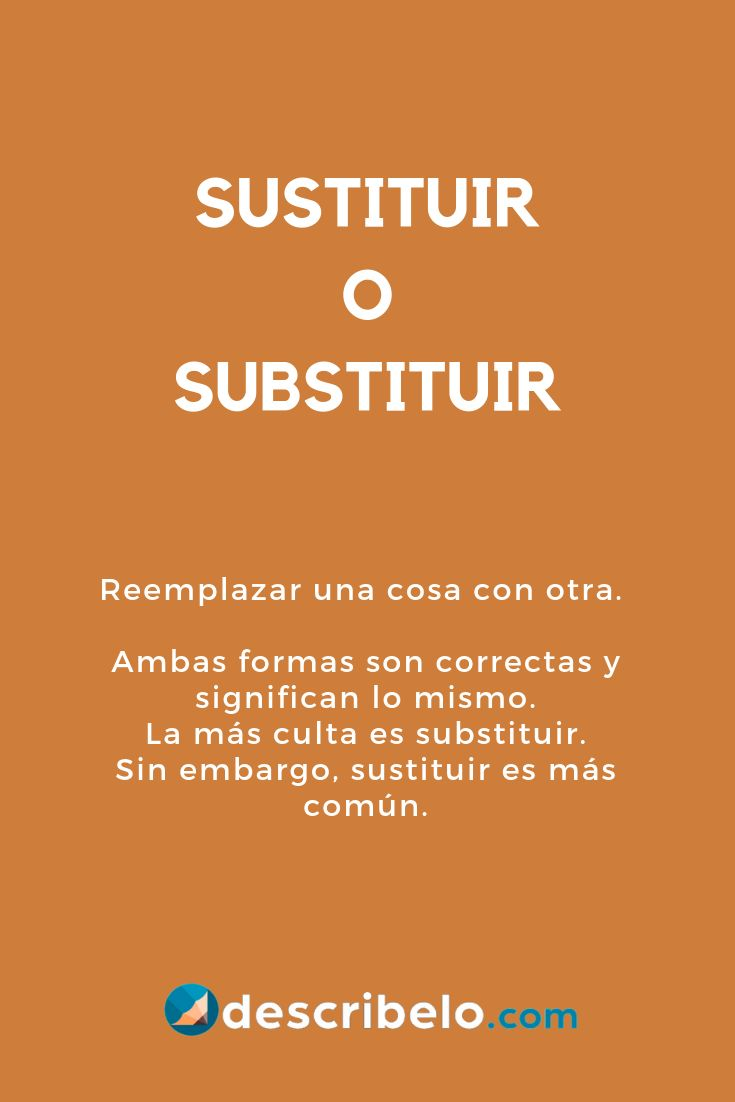 SUSTITUIR
O
SUBSTITUIR
Reemplazar una cosa con otra.
Ambas formas son correctas y
significan lo mismo.
La más culta es substituir.
Sin embargo, sustituir es más
común.
describelo.com